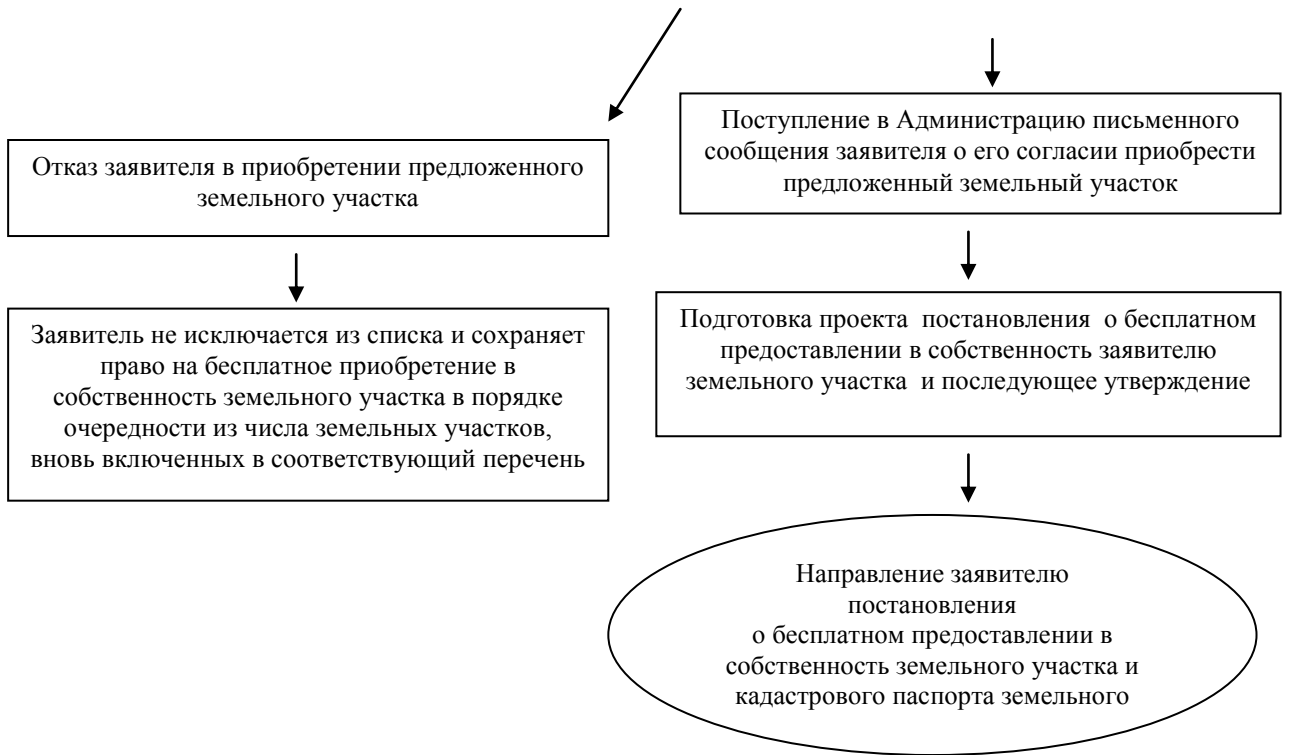 Отказ заявителя в приобретении предложенного
земельного участка
Заявитель не исключается из списка и сохраняет
право на бесплатное приобретение в
собственность земельного участка в порядке
очередности из числа земельных участков,
вновь включенных в соответствующий перечень
Поступление в Администрацию письменного
сообщения заявителя о его согласии приобрести
предложенный земельный участок
Подготовка проекта постановления о бесплатном
предоставлении в собственность заявителю
земельного участка и последующее утверждение
Направление заявителю
постановления
о бесплатном предоставлении в
собственность земельного участка и
кадастрового паспорта земельного